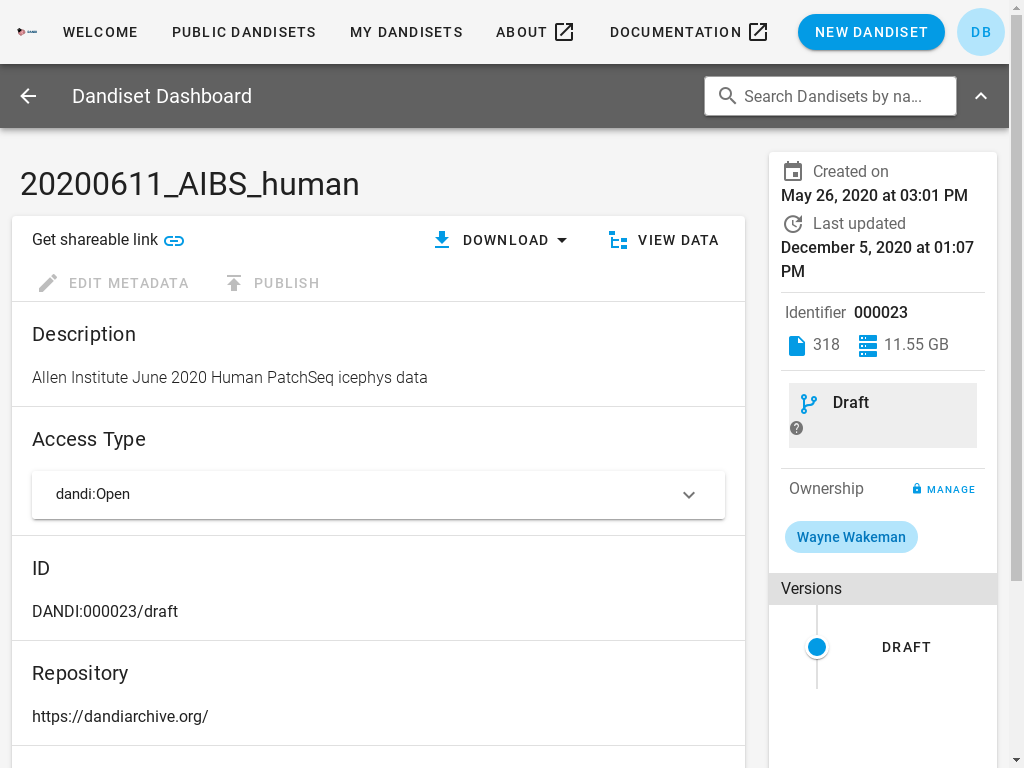 WELCOME PUBLIC DANDISETS MY DANDISETS ABOUT DOCUMENTATION NEW DANDISET DB
Dandiset Dashboard Search Dandisets by na...
20200611_AIBS_human
Get shareable link DOWNLOAD VIEW DATA
EDIT METADATA PUBLISH
Description
Allen Institute June 2020 Human PatchSeq icephys data
Access Type
dandi:Open
ID
DANDI:000023/draft
Repository
https://dandiarchive.org/
Created on
May 26, 2020 at 03:01 PM
Last updated
December 5, 2020 at 01:07
PM
Identifier 000023
318 11.55 GB
Draft
Ownership MANAGE
Wayne Wakeman
Versions
DRAFT